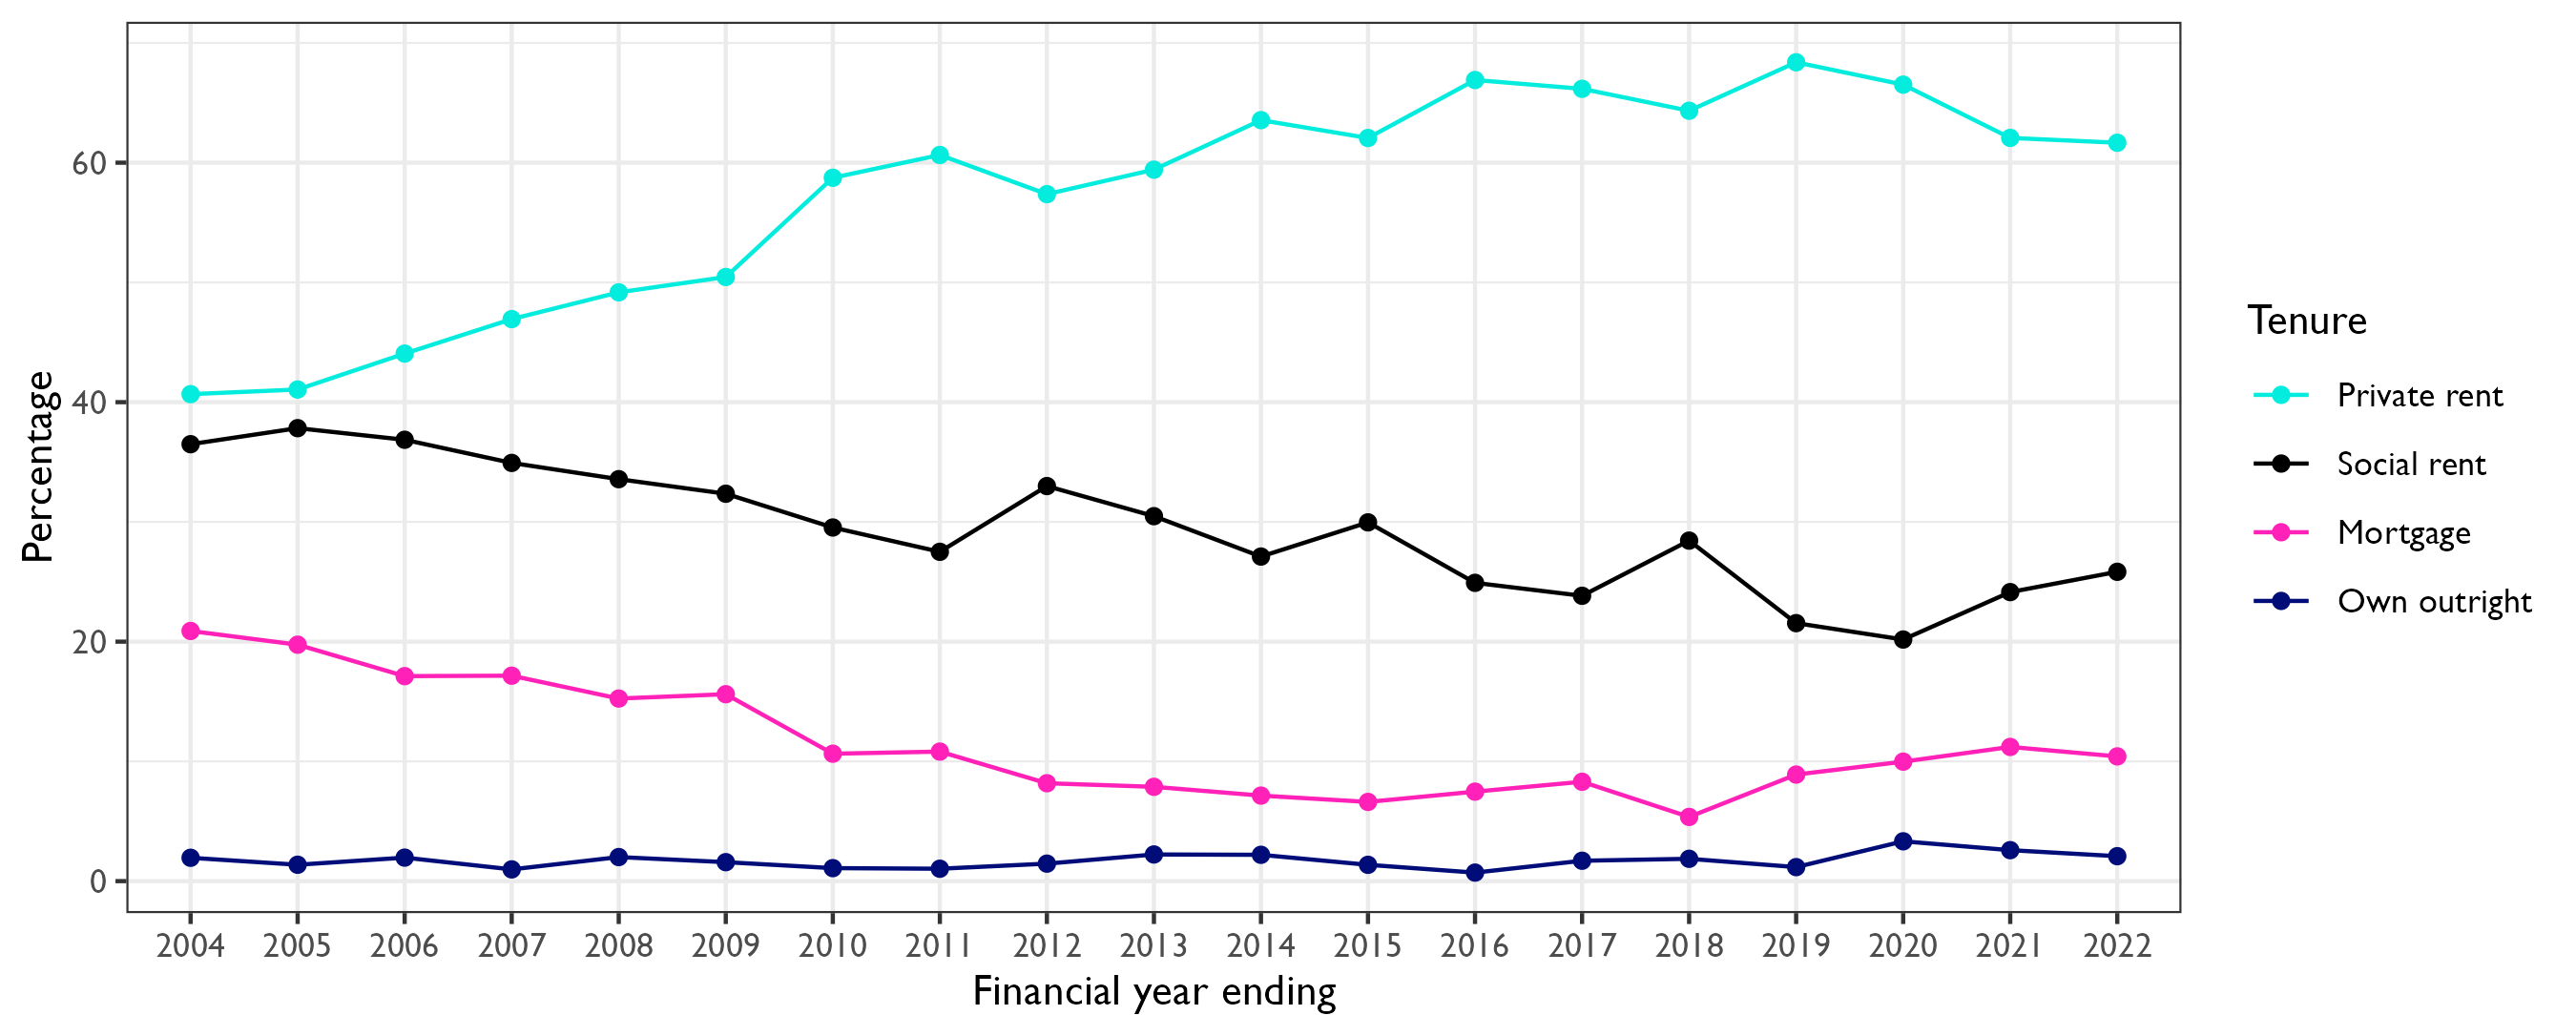 60
40
20
0
Percentage
2004 2005 2006 2007 2008 2009 2010 2011 2012 2013 2014 2015 2016 2017 2018 2019 2020 2021 2022
Financial year ending
Tenure
Private rent
Social rent
Mortgage
Own outright